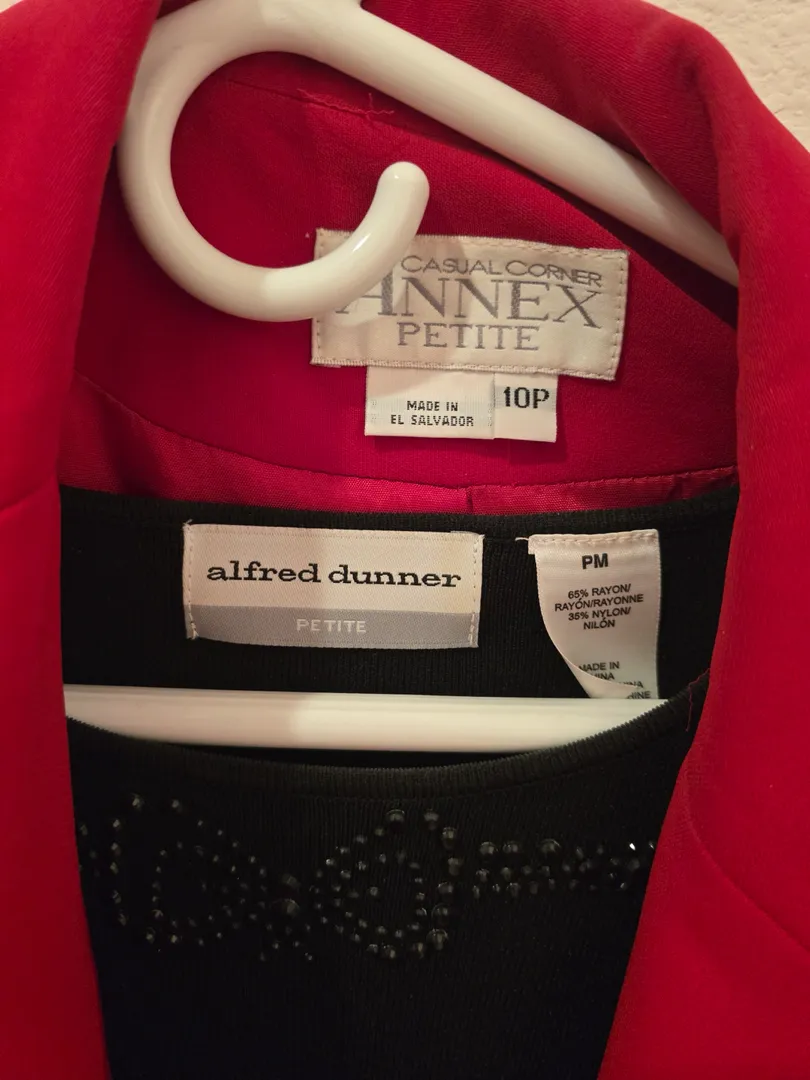 CASUAL CORNER
ANNEX
PETITE
MADE IN
EL SALVADOR
10P
alfred dunner
PETITE
PM
65% RAYON/
RAYÓN/RAYONNE
35% NYLON/
NILÓN
MADE IN